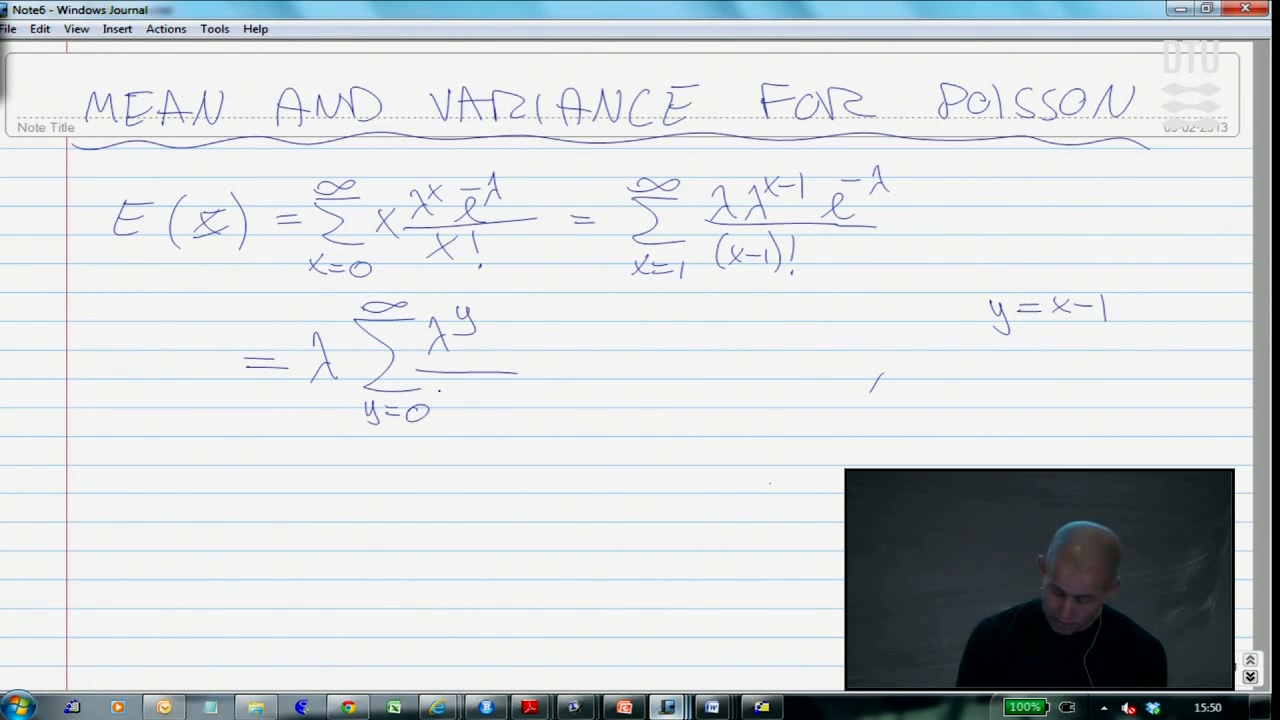 Note6 - Windows Journal
File Edit View Insert Actions Tools Help
DTU
MEAN AND VARIANCE FOR POISSON
Note Title
E(X) = ∑_{x=0}^{∞} x λ^x e^{-λ} / x! = ∑_{x=1}^{∞} λ λ^{x-1} e^{-λ} / (x-1)!
y = x-1
= λ ∑_{y=0}^{∞} λ^y
100%
15:50